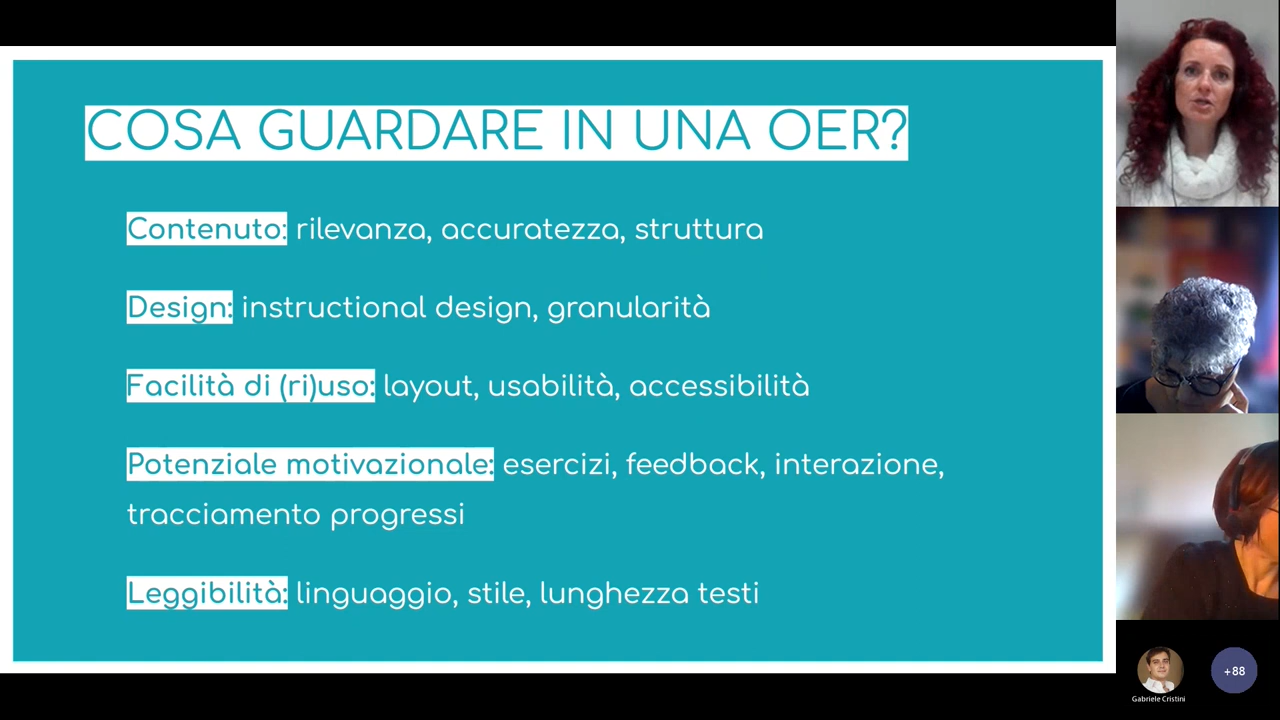 COSA GUARDARE IN UNA OER?
Contenuto: rilevanza, accuratezza, struttura
Design: instructional design, granularità
Facilità di (ri)uso: layout, usabilità, accessibilità
Potenziale motivazionale: esercizi, feedback, interazione,
tracciamento progressi
Leggibilità: linguaggio, stile, lunghezza testi
+88
Gabriele Cristini